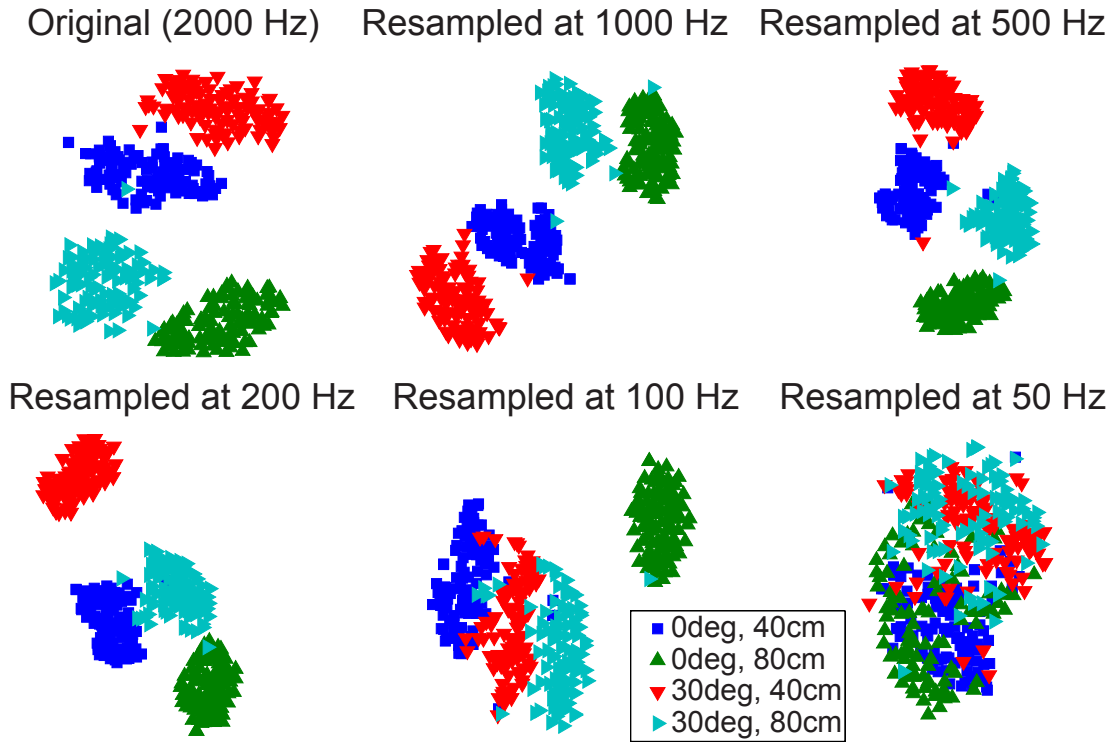 Original (2000 Hz)
Resampled at 1000 Hz
Resampled at 500 Hz
Resampled at 200 Hz
Resampled at 100 Hz
Resampled at 50 Hz
0deg, 40cm
0deg, 80cm
30deg, 40cm
30deg, 80cm